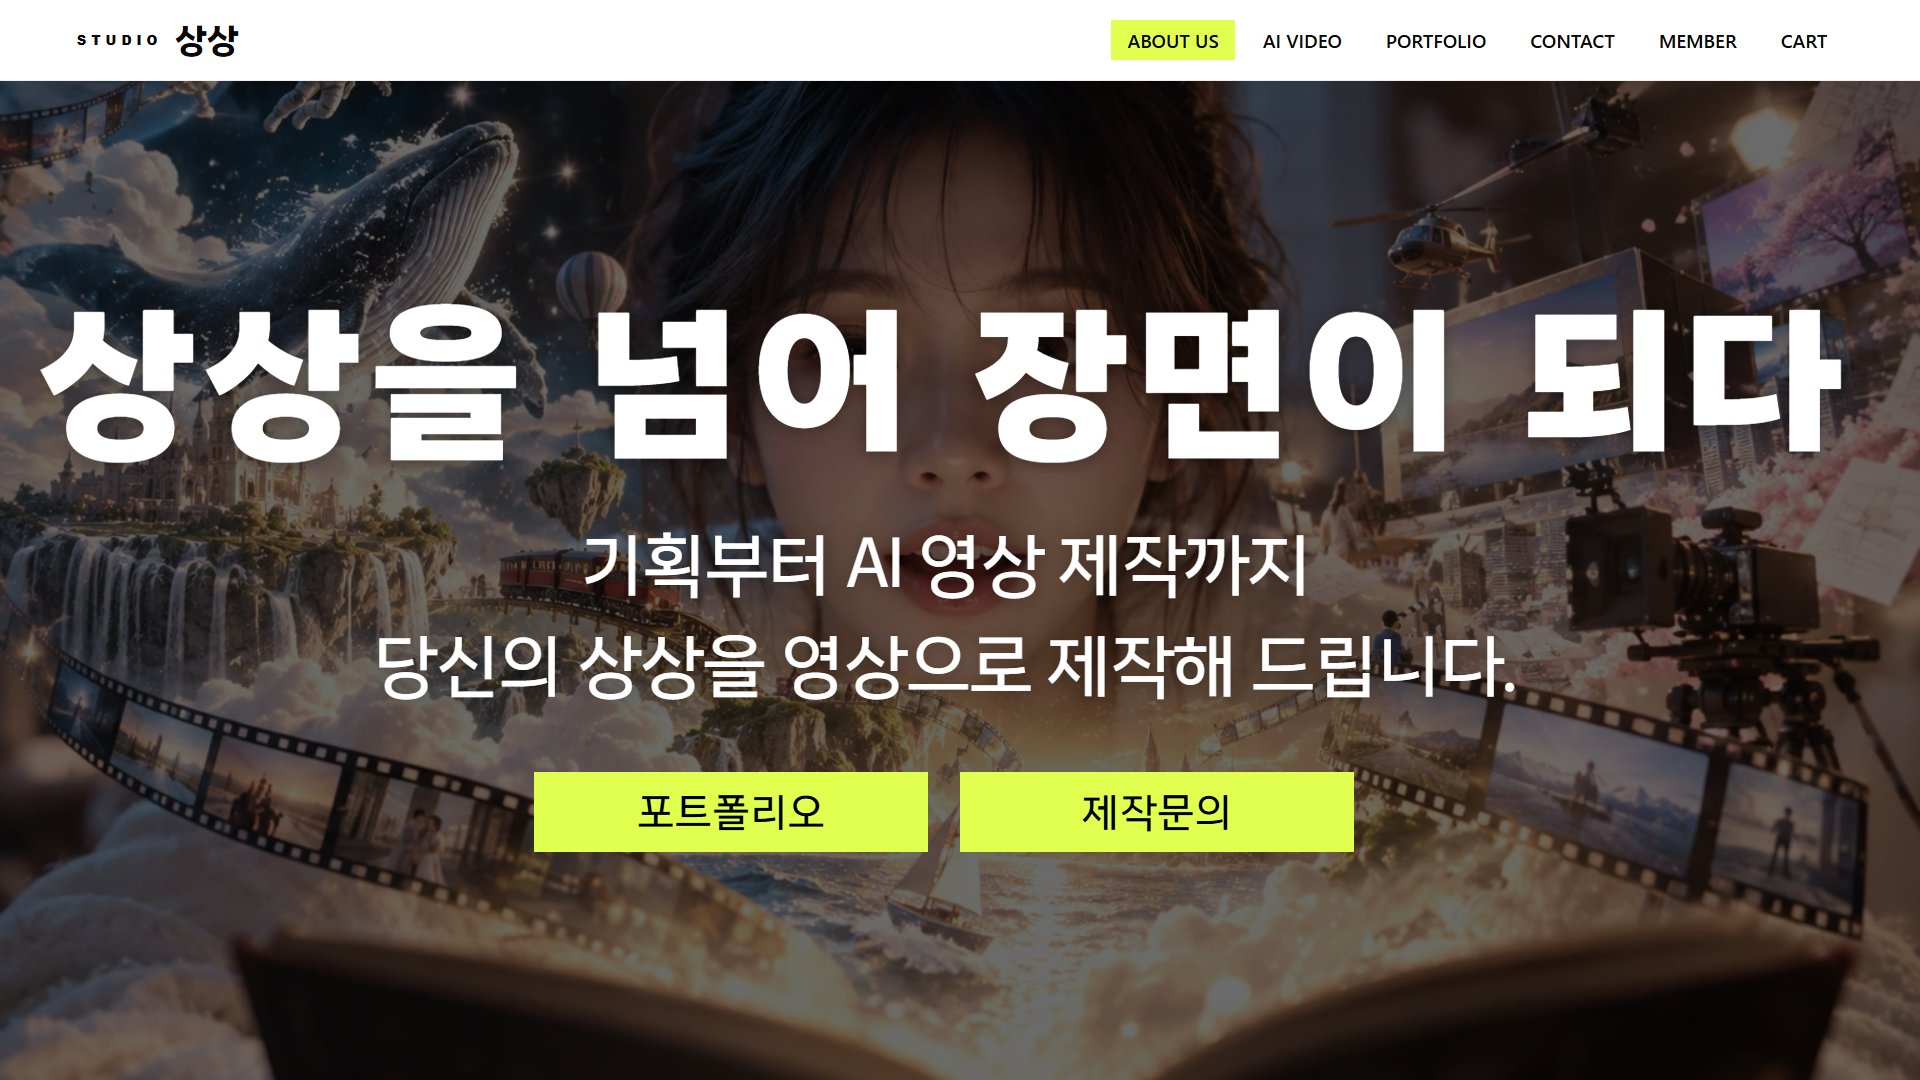 STUDIO 상상
ABOUT US AI VIDEO PORTFOLIO CONTACT MEMBER CART
상상을 넘어 장면이 되다
기획부터 AI 영상 제작까지
당신의 상상을 영상으로 제작해 드립니다.
포트폴리오 제작문의